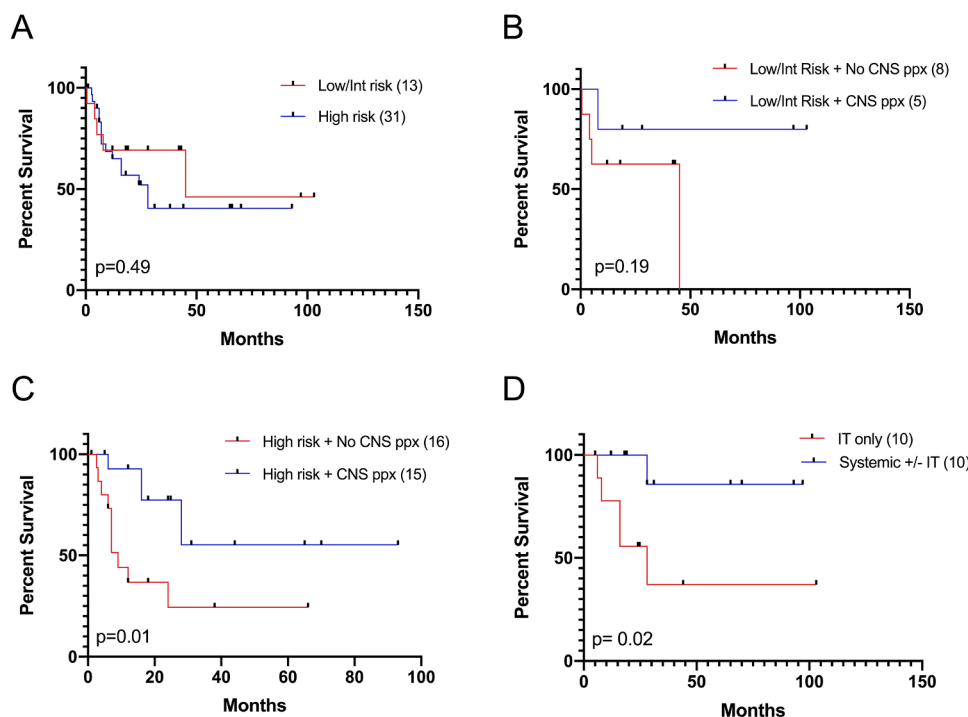 A
Percent Survival
100
50
0
0
50
100
150
Months
Low/Int risk (13)
High risk (31)
p=0.49
B
Percent Survival
100
50
0
0
50
100
150
Months
Low/Int Risk + No CNS ppx (8)
Low/Int Risk + CNS ppx (5)
p=0.19
C
Percent Survival
100
50
0
0
20
40
60
80
100
Months
High risk + No CNS ppx (16)
High risk + CNS ppx (15)
p=0.01
D
Percent Survival
100
50
0
0
50
100
150
Months
IT only (10)
Systemic +/- IT (10)
p= 0.02